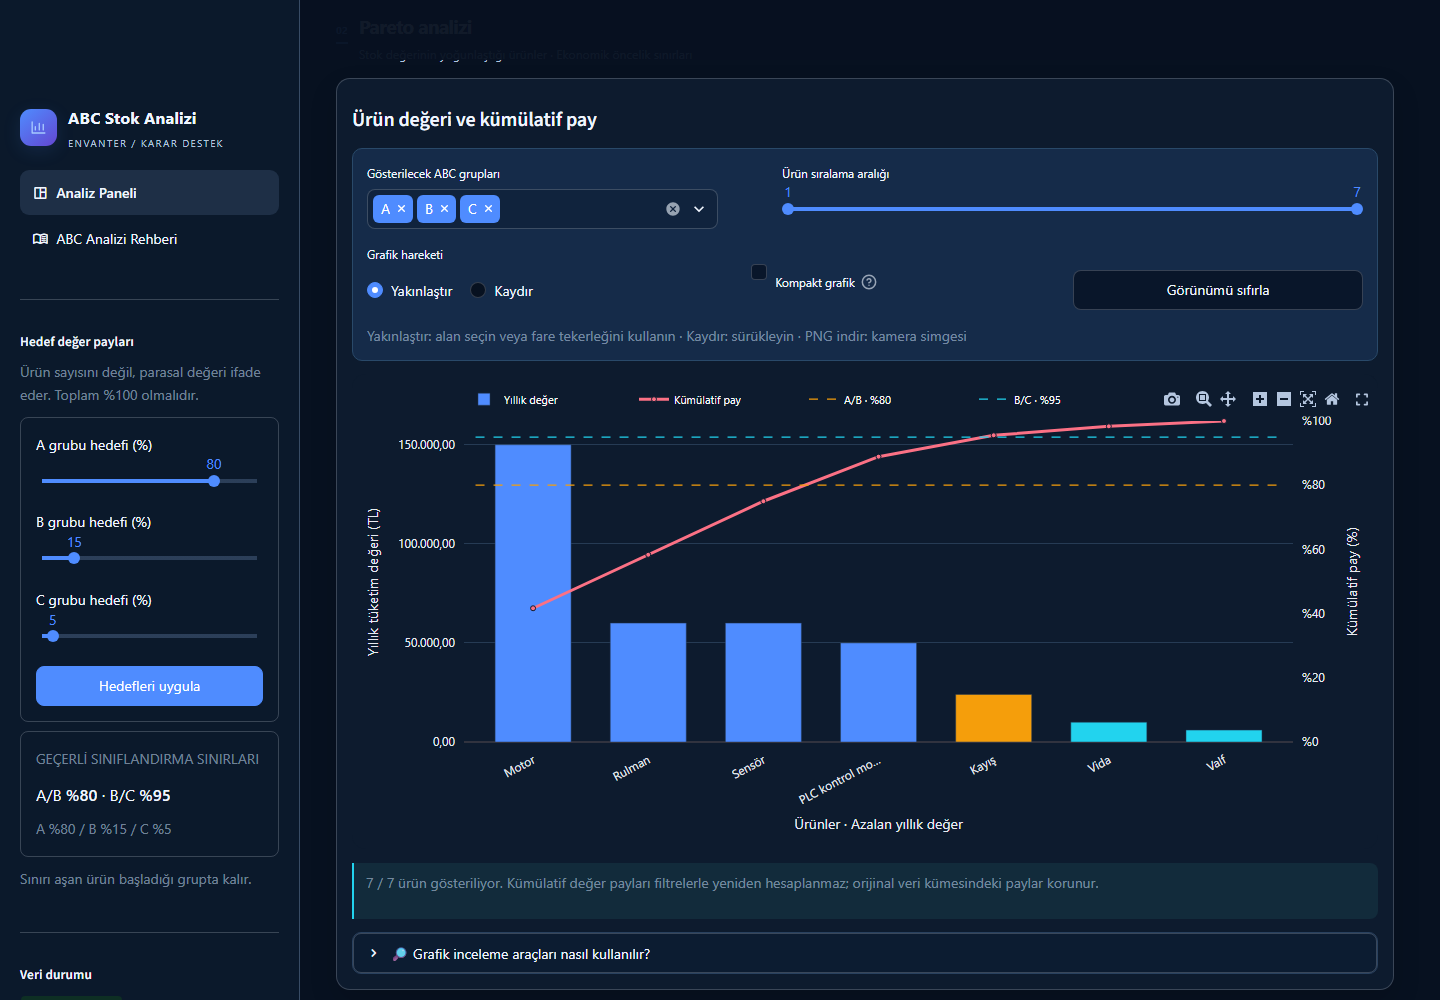 ABC Stok Analizi
ENVANTER / KARAR DESTEK
Analiz Paneli
ABC Analizi Rehberi
Hedef değer payları
Ürün sayısını değil, parasal değeri ifade
eder. Toplam %100 olmalıdır.
A grubu hedefi (%)
80
B grubu hedefi (%)
15
C grubu hedefi (%)
5
Hedefleri uygula
GEÇERLİ SINIFLANDIRMA SINIRLARI
A/B %80 · B/C %95
A %80 / B %15 / C %5
Sınırı aşan ürün başladığı grupta kalır.
Veri durumu
Pareto analizi
Ürün değeri ve kümülatif pay
Gösterilecek ABC grupları
A
B
C
Ürün sıralama aralığı
1
7
Grafik hareketi
Yakınlaştır
Kaydır
Kompakt grafik
Görünümü sıfırla
Yakınlaştır: alan seçin veya fare tekerleğini kullanın · Kaydır: sürükleyin · PNG indir: kamera simgesi
Yıllık değer
Kümülatif pay
A/B · %80
B/C · %95
Yıllık tüketim değeri (TL)
150.000,00
100.000,00
50.000,00
0,00
%100
%80
%60
%40
%20
%0
Kümülatif pay (%)
Motor
Rulman
Sensör
PLC kontrol mo...
Kayış
Vida
Valf
Ürünler · Azalan yıllık değer
7 / 7 ürün gösteriliyor. Kümülatif değer payları filtrelerle yeniden hesaplanmaz; orijinal veri kümesindeki paylar korunur.
Grafik inceleme araçları nasıl kullanılır?